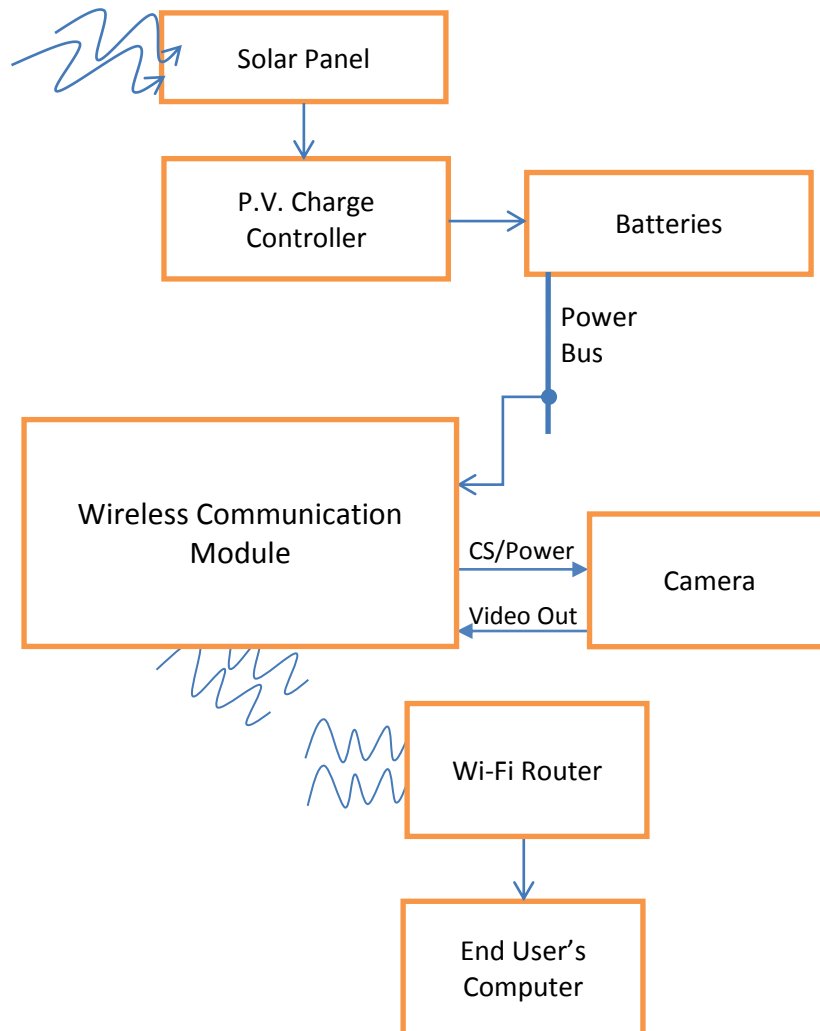 Solar Panel
P.V. Charge
Controller
Batteries
Power
Bus
Wireless Communication
Module
CS/Power
Camera
Video Out
Wi-Fi Router
End User's
Computer